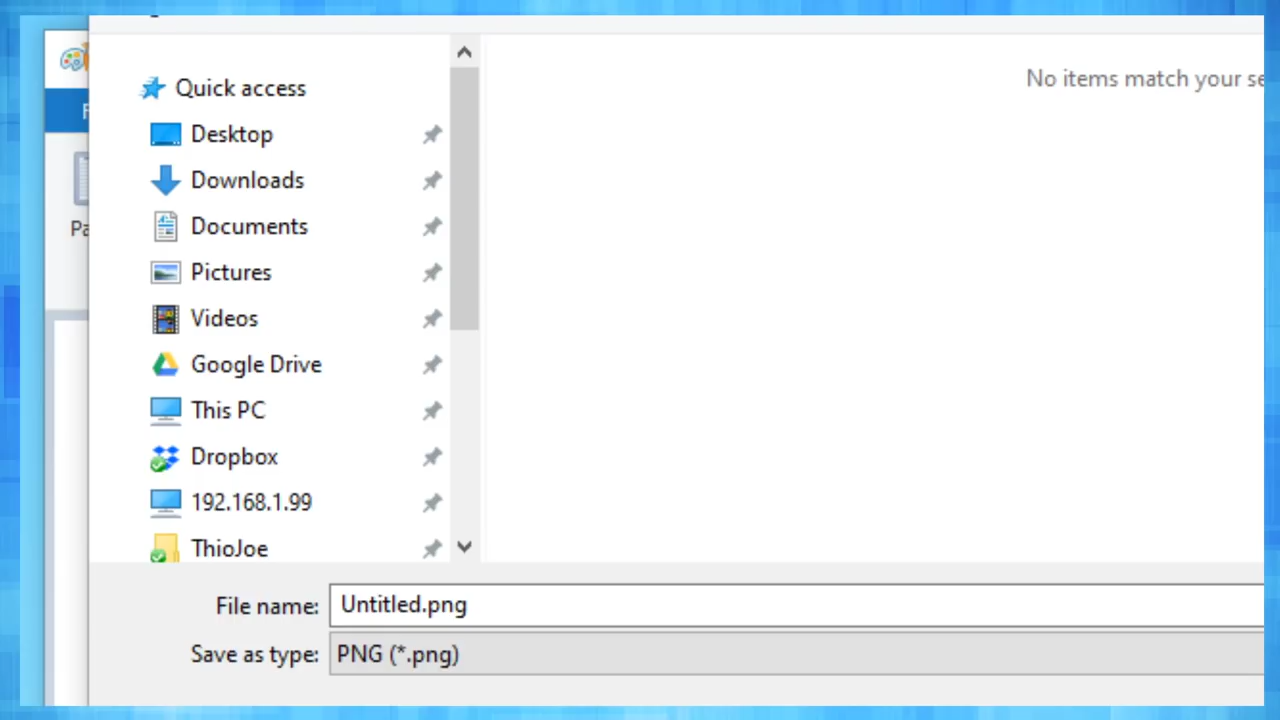 No items match your se
Quick access
Desktop
Downloads
Documents
Pictures
Videos
Google Drive
This PC
Dropbox
192.168.1.99
ThioJoe
Pa
File name: Untitled.png
Save as type: PNG (*.png)